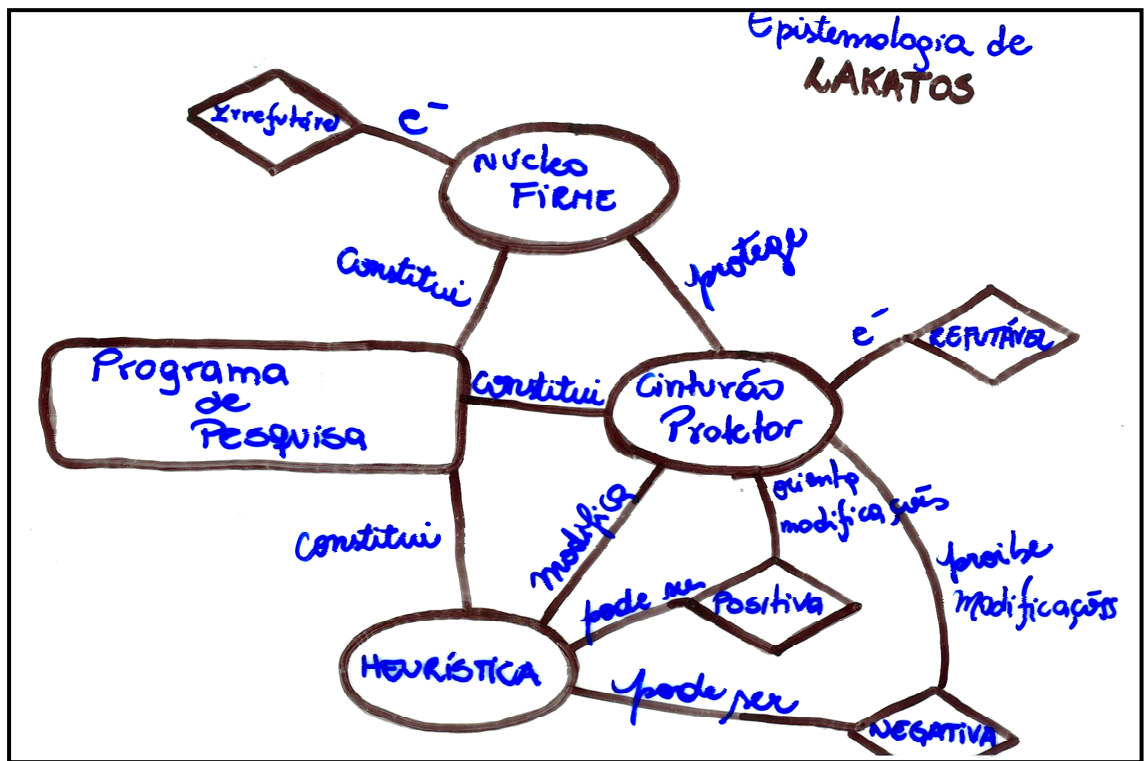 Epistemologia de
LAKATOS
Irrefutável
é
NÚCLEO
FIRME
Constitui
protege
é
REFUTÁVEL
Programa
de
PESQUISA
Constitui
Cinturão
Protetor
constitui
modifica
orienta
modificações
proibe
modificações
pode ser
POSITIVA
HEURÍSTICA
pode ser
NEGATIVA